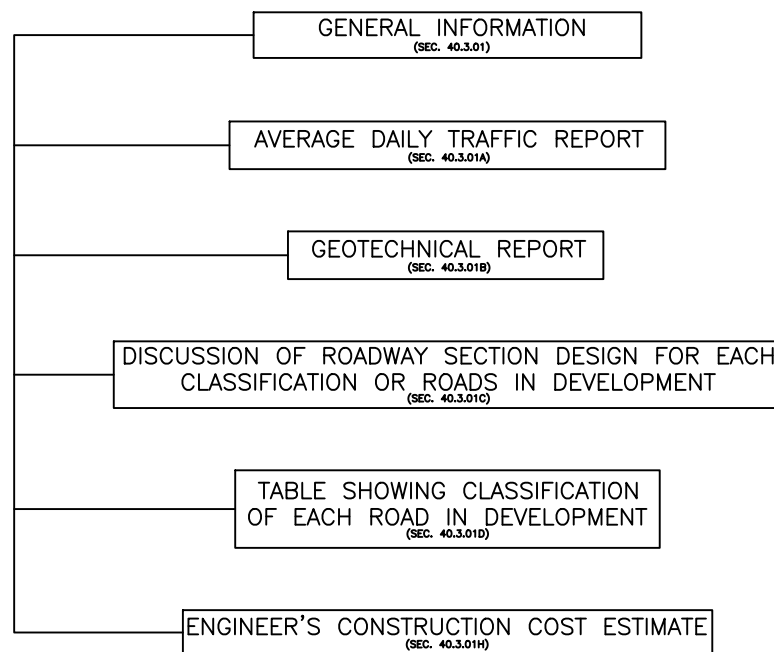 GENERAL INFORMATION
(SEC. 40.3.01)
AVERAGE DAILY TRAFFIC REPORT
(SEC. 40.3.01A)
GEOTECHNICAL REPORT
(SEC. 40.3.01B)
DISCUSSION OF ROADWAY SECTION DESIGN FOR EACH
CLASSIFICATION OR ROADS IN DEVELOPMENT
(SEC. 40.3.01C)
TABLE SHOWING CLASSIFICATION
OF EACH ROAD IN DEVELOPMENT
(SEC. 40.3.01D)
ENGINEER'S CONSTRUCTION COST ESTIMATE
(SEC. 40.3.01H)